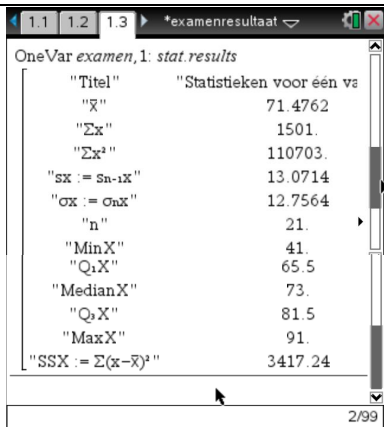 1.1 1.2 1.3 *examenresultaat
OneVar examen,1: stat.results
"Titel" "Statistieken voor één va
"x̄" 71.4762
"Σx" 1501.
"Σx²" 110703.
"sx := sn-1x" 13.0714
"σx := σnx" 12.7564
"n" 21.
"MinX" 41.
"Q₁X" 65.5
"MedianX" 73.
"Q₃X" 81.5
"MaxX" 91.
"SSX := Σ(x-x̄)²" 3417.24
2/99